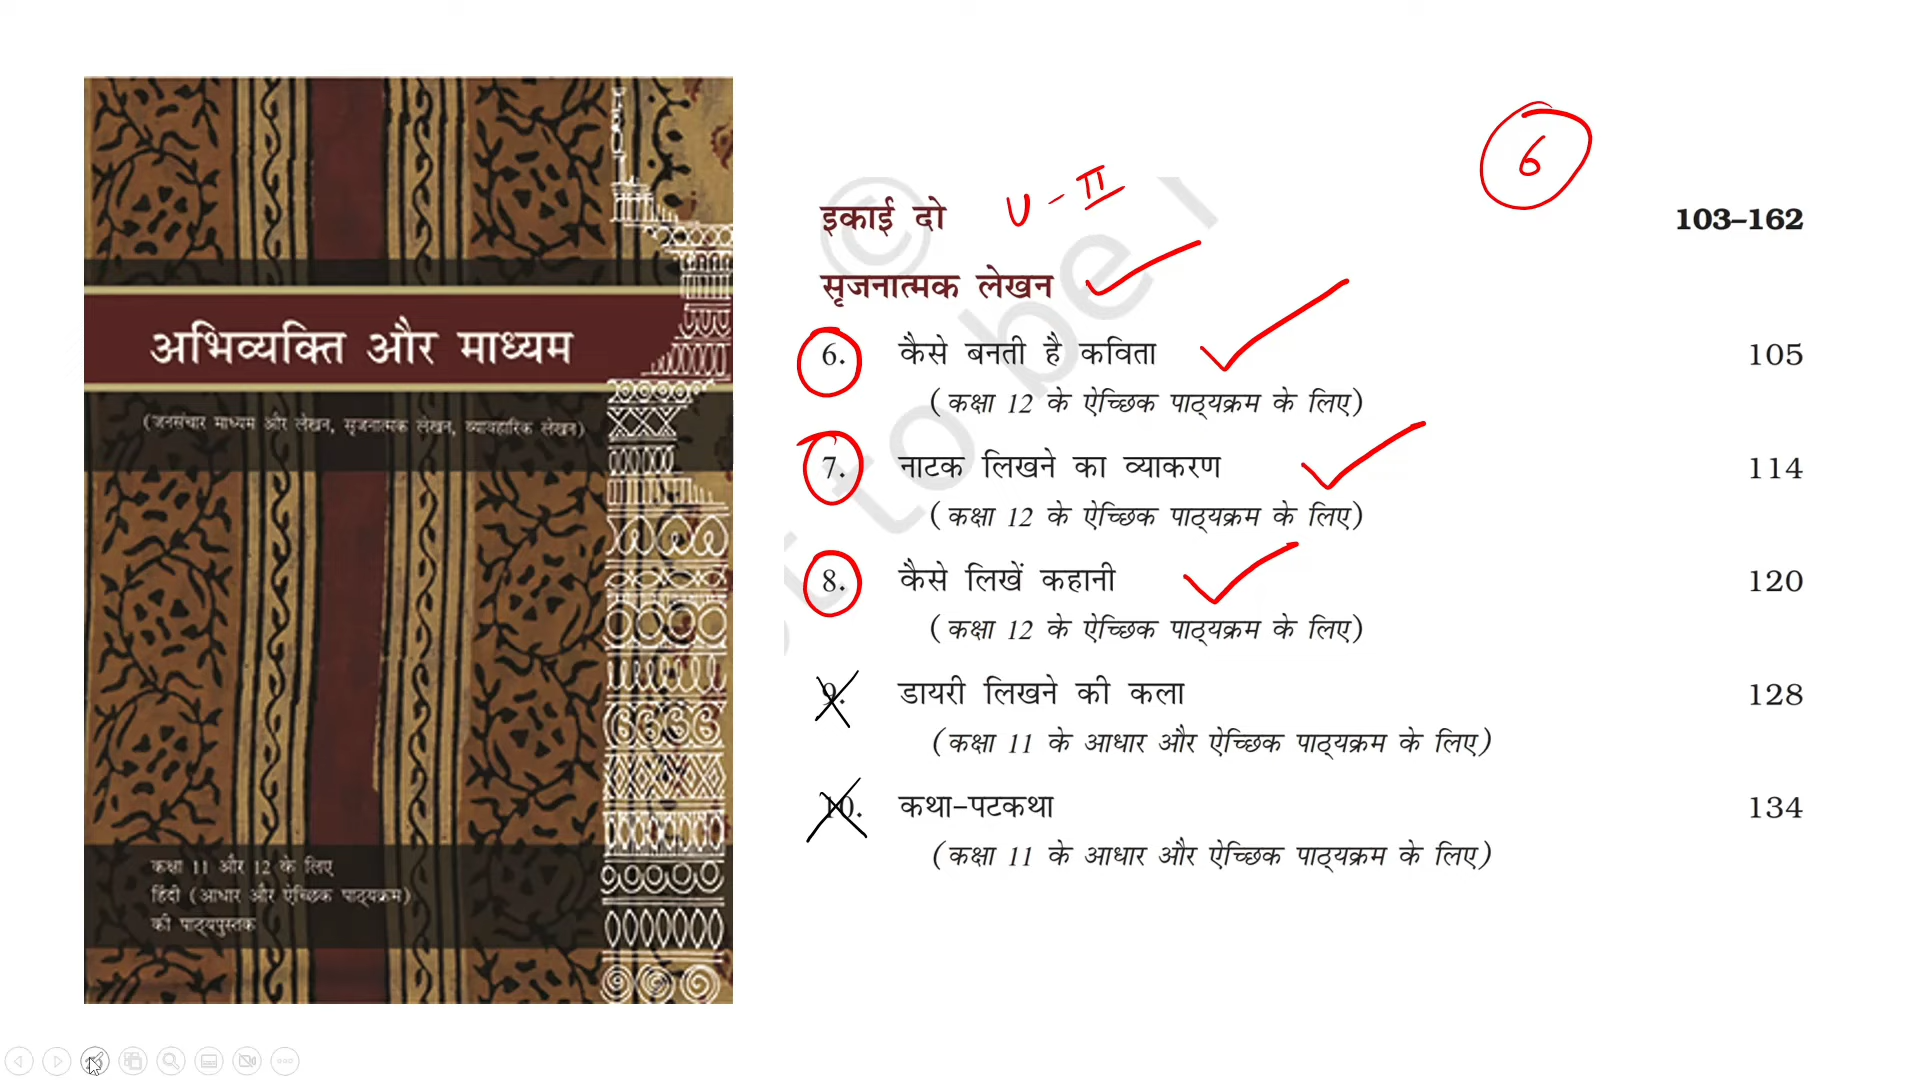 अभिव्यक्ति और माध्यम
(जनसंचार माध्यम और लेखन, सृजनात्मक लेखन, व्यावहारिक लेखन)
कक्षा 11 और 12 के लिए
हिंदी (आधार और ऐच्छिक पाठ्यक्रम)
की पाठ्यपुस्तक
6
इकाई दो U - II 103–162
सृजनात्मक लेखन
6. कैसे बनती है कविता 105
(कक्षा 12 के ऐच्छिक पाठ्यक्रम के लिए)
7. नाटक लिखने का व्याकरण 114
(कक्षा 12 के ऐच्छिक पाठ्यक्रम के लिए)
8. कैसे लिखें कहानी 120
(कक्षा 12 के ऐच्छिक पाठ्यक्रम के लिए)
9. डायरी लिखने की कला 128
(कक्षा 11 के आधार और ऐच्छिक पाठ्यक्रम के लिए)
10. कथा-पटकथा 134
(कक्षा 11 के आधार और ऐच्छिक पाठ्यक्रम के लिए)
© to be